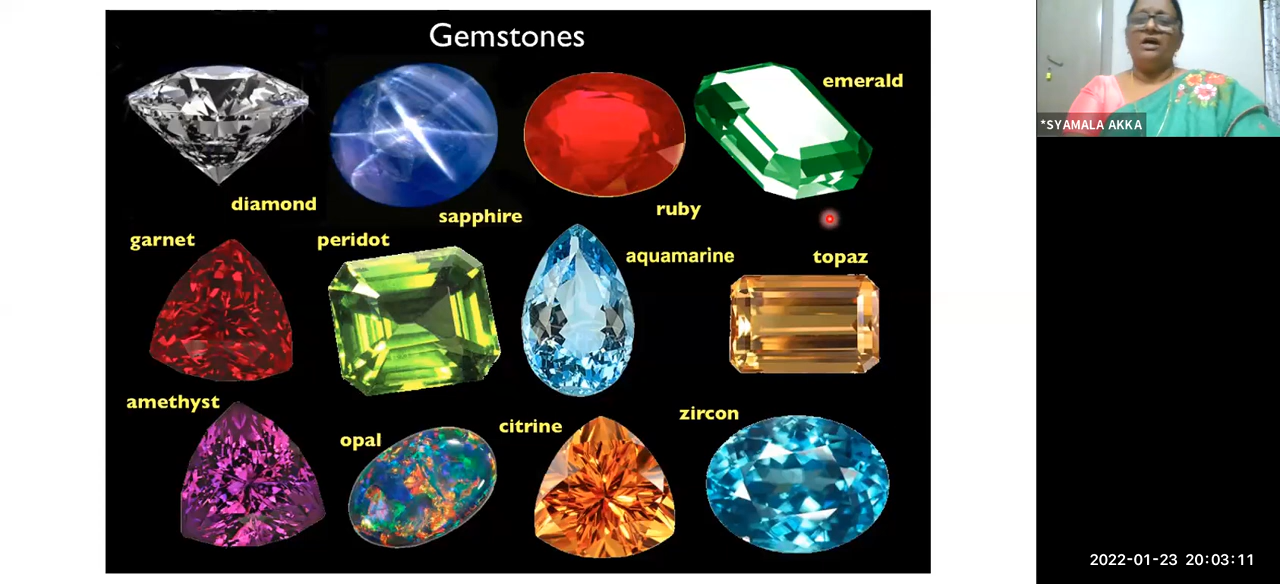 Gemstones
diamond
sapphire
ruby
emerald
garnet
peridot
aquamarine
topaz
amethyst
opal
citrine
zircon
*SYAMALA AKKA
2022-01-23 20:03:11